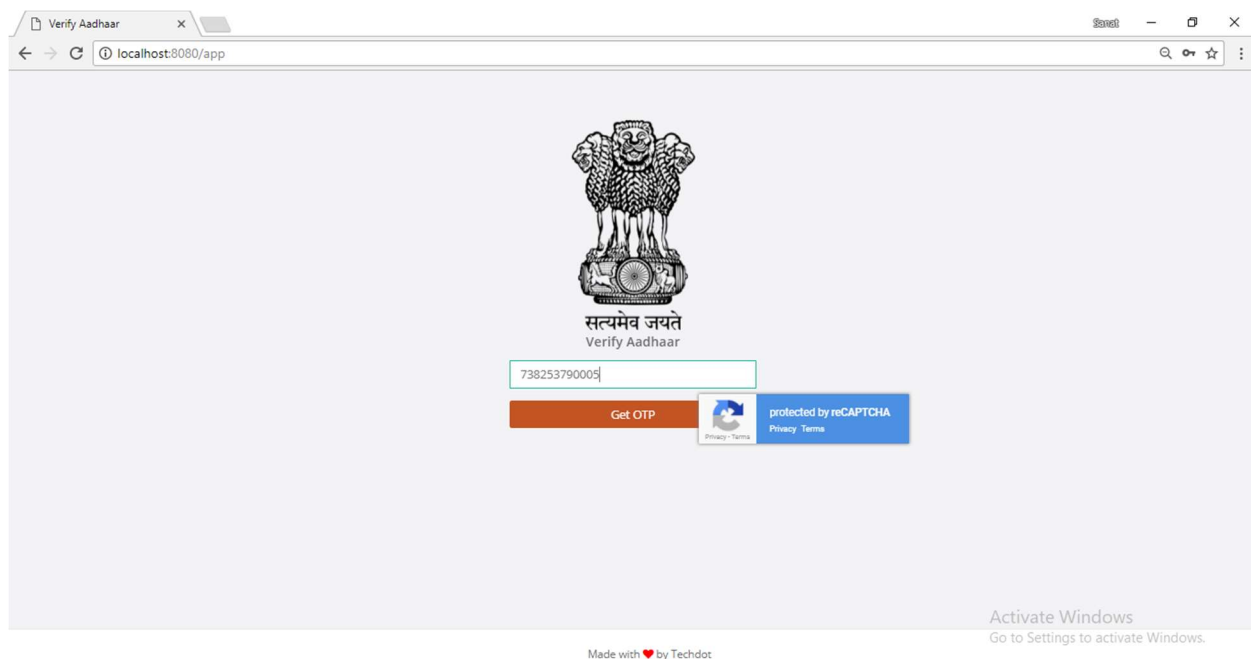 Verify Aadhaar
Sanat
localhost:8080/app
सत्यमेव जयते
Verify Aadhaar
738253790005
Get OTP
protected by reCAPTCHA
Privacy - Terms
Privacy Terms
Activate Windows
Go to Settings to activate Windows.
Made with ❤ by Techdot